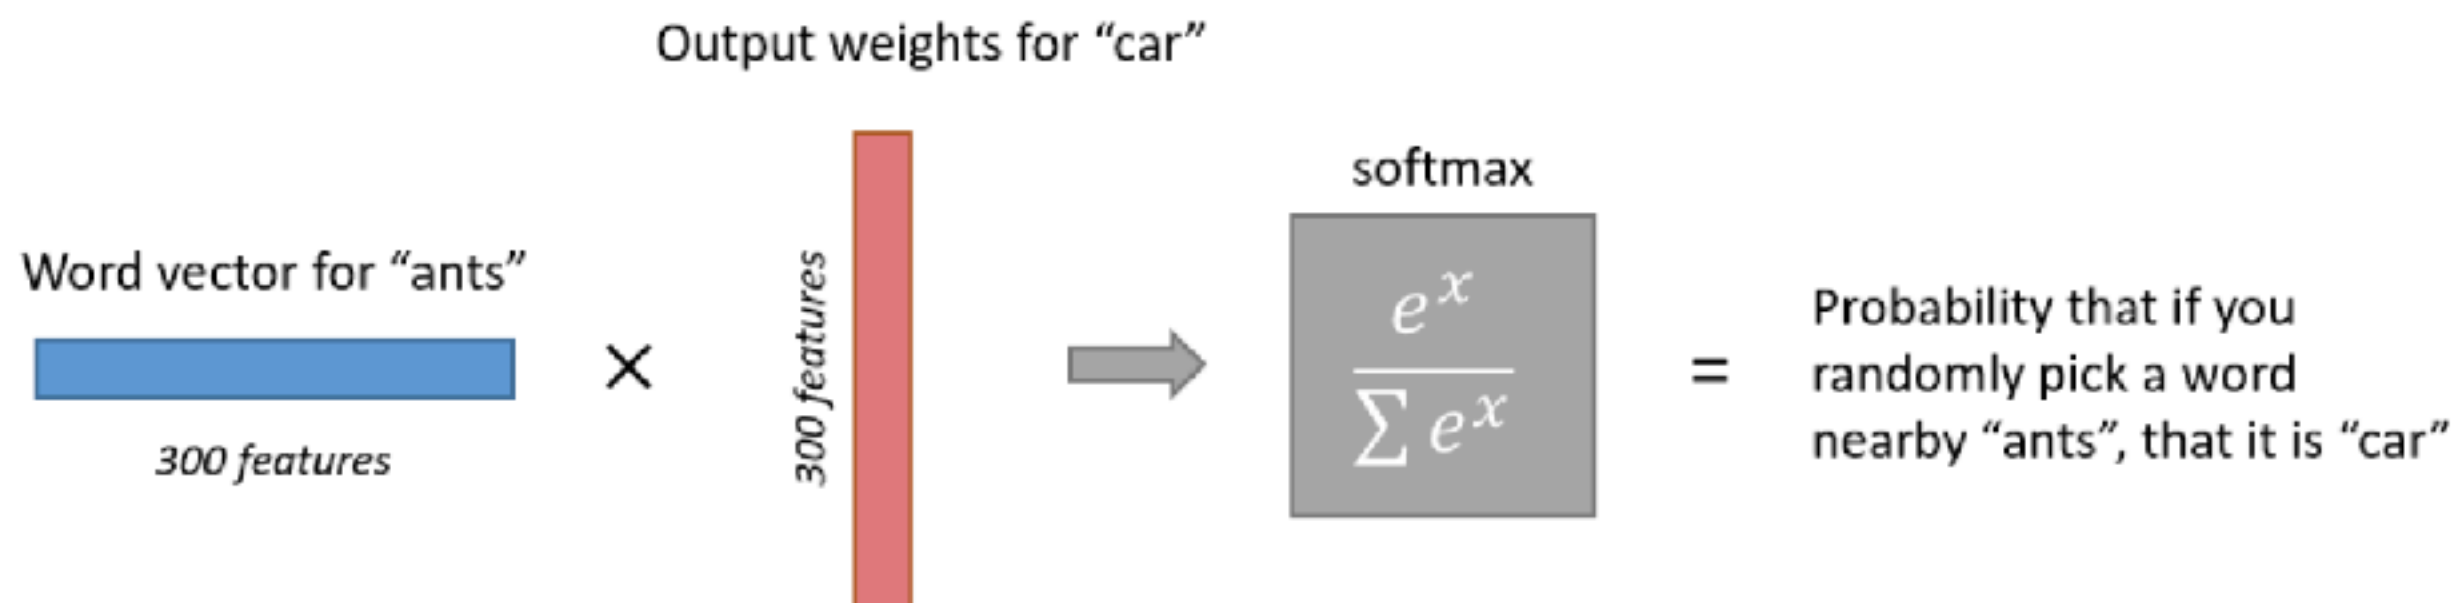 Output weights for “car”
softmax
Word vector for “ants”
300 features
×
300 features
e^x
∑ e^x
=
Probability that if you
randomly pick a word
nearby “ants”, that it is “car”